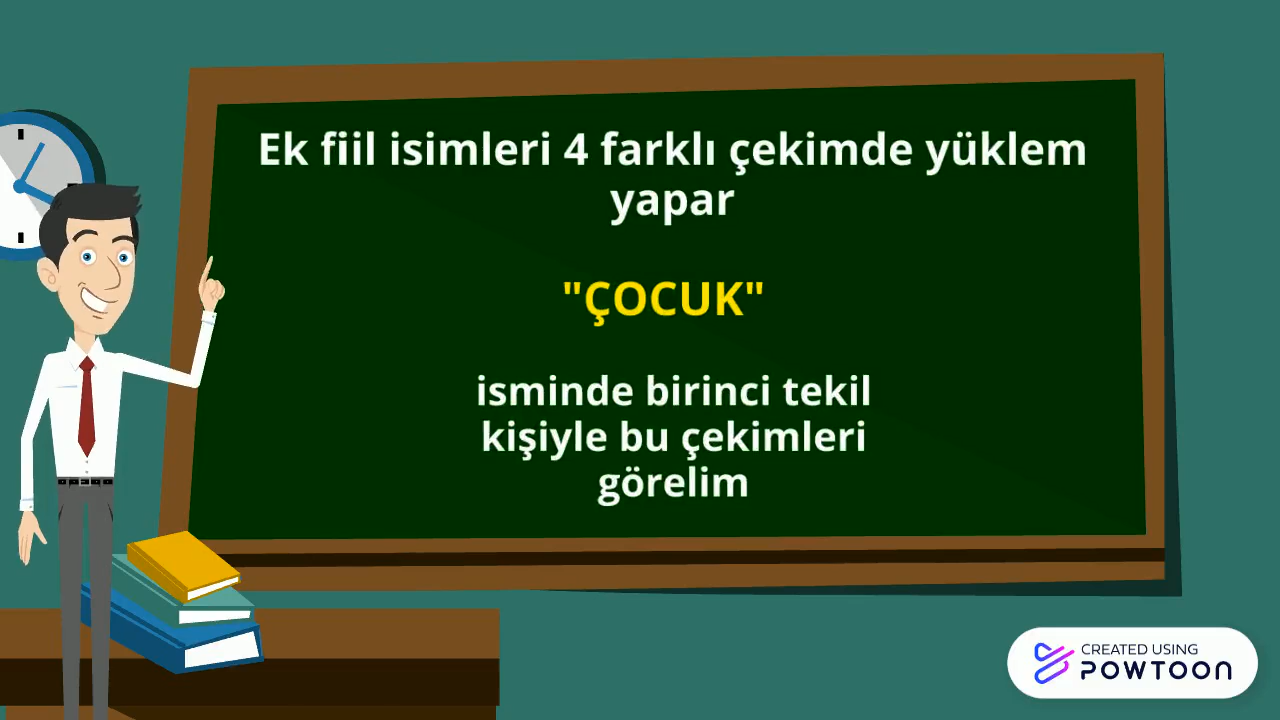 Ek fiil isimleri 4 farklı çekimde yüklem
yapar
"ÇOCUK"
isminde birinci tekil
kişiyle bu çekimleri
görelim
CREATED USING
POWTOON